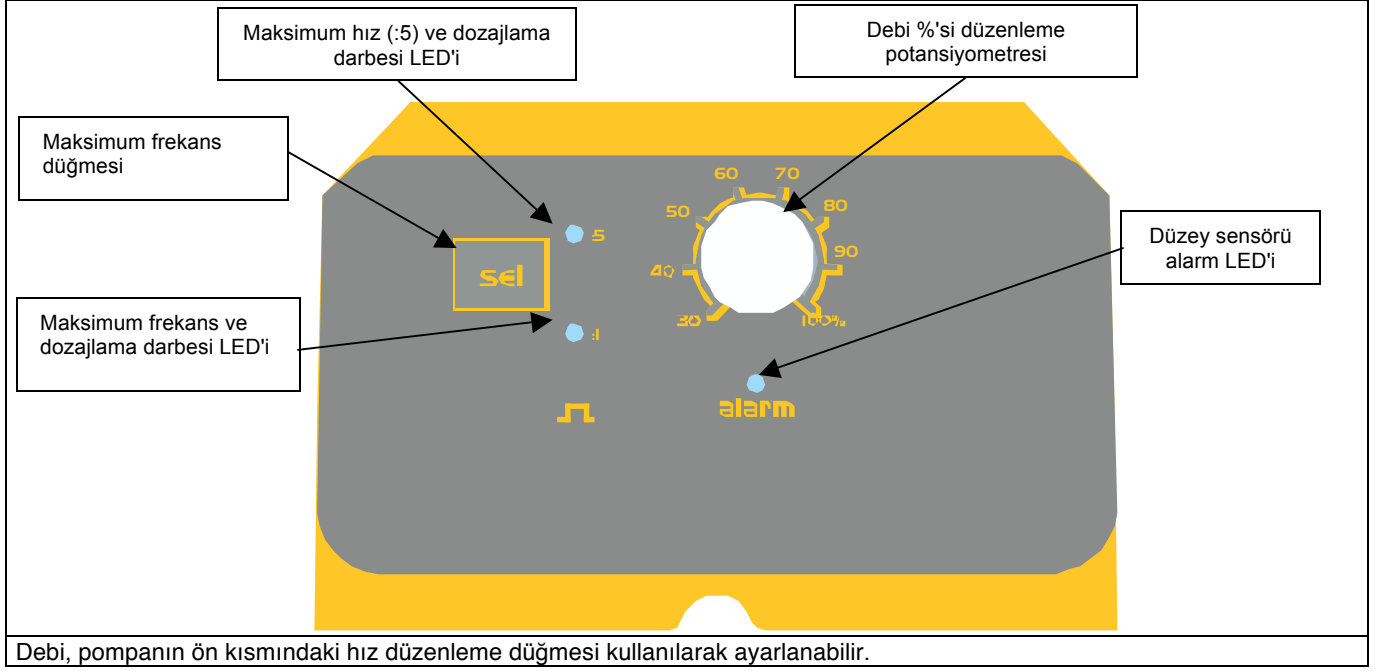 Maksimum hız (:5) ve dozajlama
darbesi LED'i
Debi %'si düzenleme
potansiyometresi
Maksimum frekans
düğmesi
Düzey sensörü
alarm LED'i
Maksimum frekans ve
dozajlama darbesi LED'i
60 70
50 80
:5
90
sel
40
30 100%
:1
alarm
Debi, pompanın ön kısmındaki hız düzenleme düğmesi kullanılarak ayarlanabilir.